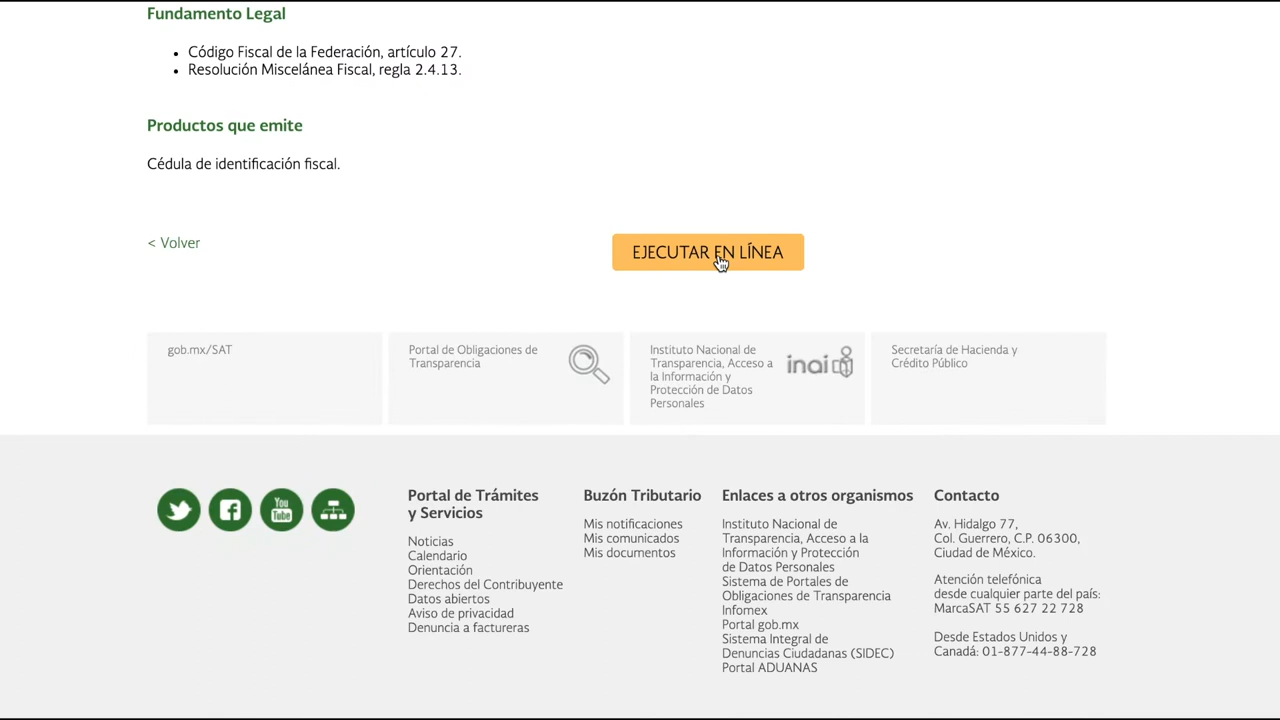 Fundamento Legal
• Código Fiscal de la Federación, artículo 27.
• Resolución Miscelánea Fiscal, regla 2.4.13.
Productos que emite
Cédula de identificación fiscal.
< Volver
EJECUTAR EN LÍNEA
gob.mx/SAT
Portal de Obligaciones de
Transparencia
Instituto Nacional de
Transparencia, Acceso a
la Información y
Protección de Datos
Personales
inai
Secretaría de Hacienda y
Crédito Público
You
Tube
Portal de Trámites
y Servicios
Noticias
Calendario
Orientación
Derechos del Contribuyente
Datos abiertos
Aviso de privacidad
Denuncia a factureras
Buzón Tributario
Mis notificaciones
Mis comunicados
Mis documentos
Enlaces a otros organismos
Instituto Nacional de
Transparencia, Acceso a la
Información y Protección
de Datos Personales
Sistema de Portales de
Obligaciones de Transparencia
Infomex
Portal gob.mx
Sistema Integral de
Denuncias Ciudadanas (SIDEC)
Portal ADUANAS
Contacto
Av. Hidalgo 77,
Col. Guerrero, C.P. 06300,
Ciudad de México.
Atención telefónica
desde cualquier parte del país:
MarcaSAT 55 627 22 728
Desde Estados Unidos y
Canadá: 01-877-44-88-728